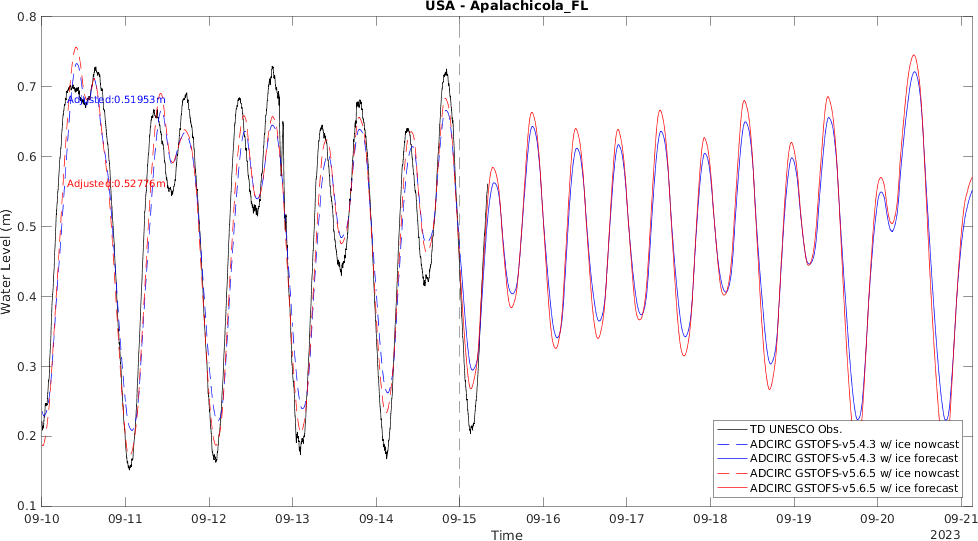 USA - Apalachicola_FL
0.8
0.7
0.6
0.5
0.4
0.3
0.2
0.1
Water Level (m)
Adjusted:0.51953m
Adjusted:0.52776m
TD UNESCO Obs.
ADCIRC GSTOFS-v5.4.3 w/ ice nowcast
ADCIRC GSTOFS-v5.4.3 w/ ice forecast
ADCIRC GSTOFS-v5.6.5 w/ ice nowcast
ADCIRC GSTOFS-v5.6.5 w/ ice forecast
09-10 09-11 09-12 09-13 09-14 09-15 09-16 09-17 09-18 09-19 09-20 09-21
Time
2023